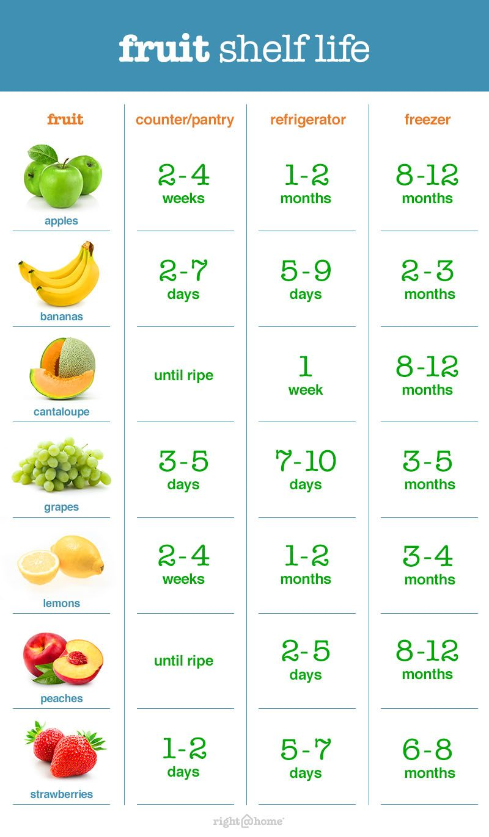 fruit shelf life
fruit counter/pantry refrigerator freezer
2-4 1-2 8-12
weeks months months
apples
2-7 5-9 2-3
days days months
bananas
until ripe 1 8-12
week months
cantaloupe
3-5 7-10 3-5
days days months
grapes
2-4 1-2 3-4
weeks months months
lemons
until ripe 2-5 8-12
days months
peaches
1-2 5-7 6-8
days days months
strawberries
right@home